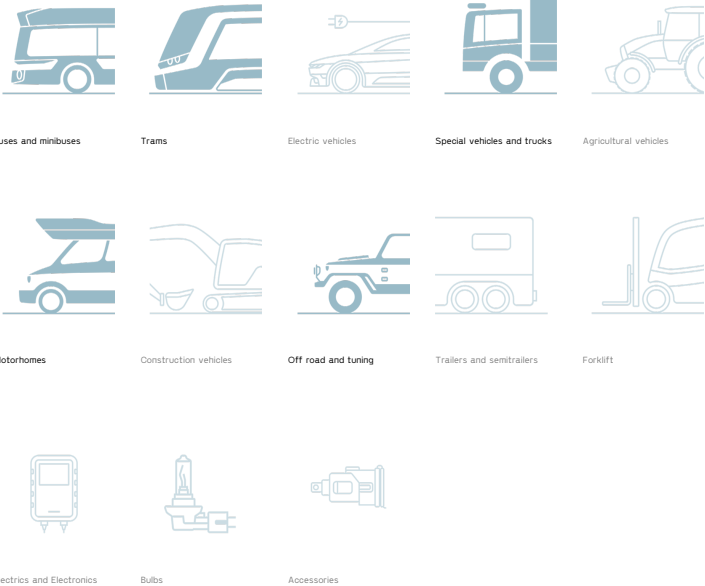 uses and minibuses
Trams
Electric vehicles
Special vehicles and trucks
Agricultural vehicles
otorhomes
Construction vehicles
Off road and tuning
Trailers and semitrailers
Forklift
ectrics and Electronics
Bulbs
Accessories